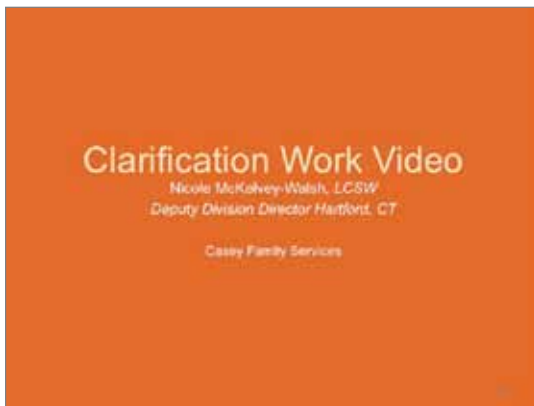 Clarification Work Video
Nicole McKelvey-Walsh, LCSW
Deputy Division Director Hartford, CT
Casey Family Services